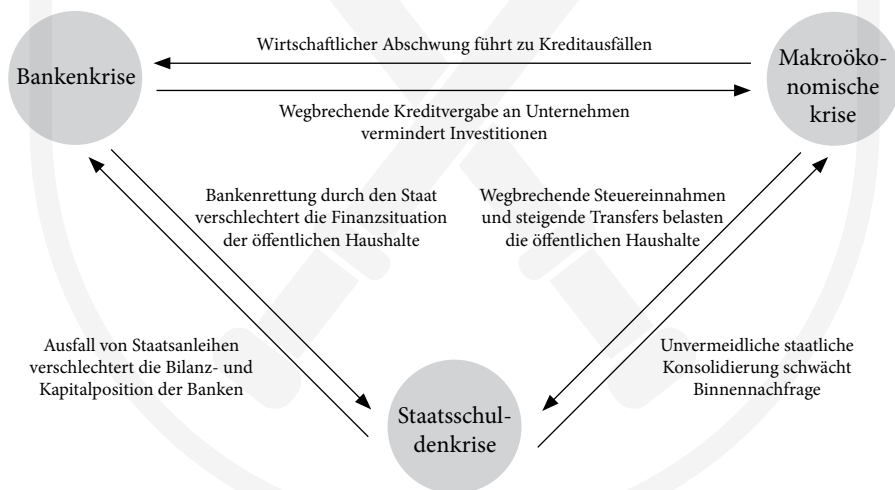 Wirtschaftlicher Abschwung führt zu Kreditausfällen
Bankenkrise
Makroöko-
nomische
krise
Wegbrechende Kreditvergabe an Unternehmen
vermindert Investitionen
Bankenrettung durch den Staat
verschlechtert die Finanzsituation
der öffentlichen Haushalte
Wegbrechende Steuereinnahmen
und steigende Transfers belasten
die öffentlichen Haushalte
Ausfall von Staatsanleihen
verschlechtert die Bilanz- und
Kapitalposition der Banken
Unvermeidliche staatliche
Konsolidierung schwächt
Binnennachfrage
Staatsschul-
denkrise